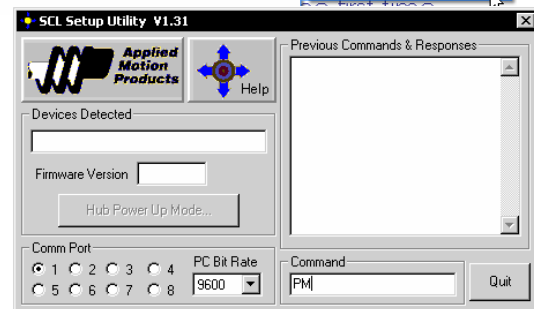 SCL Setup Utility V1.31
Applied
Motion
Products
Help
Devices Detected
Firmware Version
Hub Power Up Mode...
Comm Port
1 2 3 4
5 6 7 8
PC Bit Rate
9600
Previous Commands & Responses
Command
PM
Quit